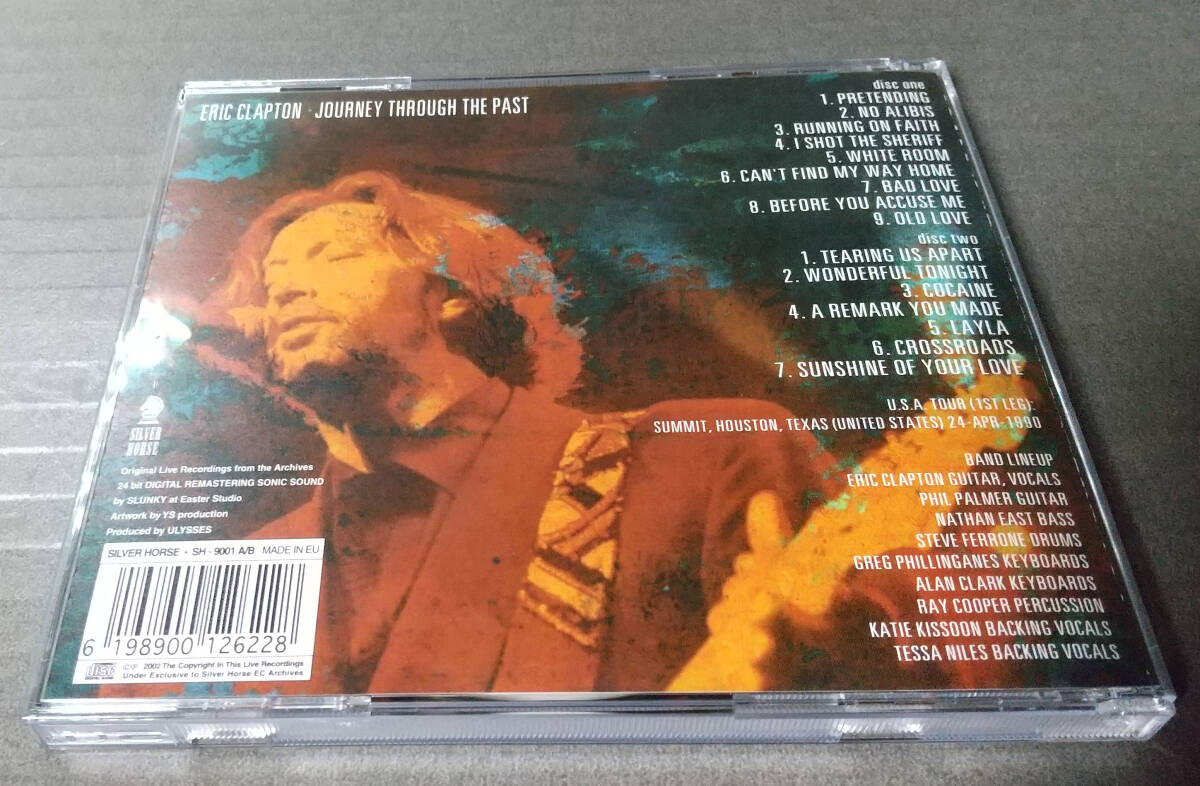 ERIC CLAPTON · JOURNEY THROUGH THE PAST
disc one
1. PRETENDING
2. NO ALIBIS
3. RUNNING ON FAITH
4. I SHOT THE SHERIFF
5. WHITE ROOM
6. CAN'T FIND MY WAY HOME
7. BAD LOVE
8. BEFORE YOU ACCUSE ME
9. OLD LOVE
disc two
1. TEARING US APART
2. WONDERFUL TONIGHT
3. COCAINE
4. A REMARK YOU MADE
5. LAYLA
6. CROSSROADS
7. SUNSHINE OF YOUR LOVE
U.S.A. TOUR (1ST LEG):
SUMMIT, HOUSTON, TEXAS (UNITED STATES) 24-APR-1990
BAND LINEUP
ERIC CLAPTON GUITAR, VOCALS
PHIL PALMER GUITAR
NATHAN EAST BASS
STEVE FERRONE DRUMS
GREG PHILLINGANES KEYBOARDS
ALAN CLARK KEYBOARDS
RAY COOPER PERCUSSION
KATIE KISSOON BACKING VOCALS
TESSA NILES BACKING VOCALS
SILVER
HORSE
Original Live Recordings from the Archives
24 bit DIGITAL REMASTERING SONIC SOUND
by SLUNKY at Easter Studio
Artwork by YS production
Produced by ULYSSES
SILVER HORSE · SH - 9001 A/B MADE IN EU
6 198900 126228
disc
DIGITAL AUDIO
©℗ 2002 The Copyright In This Live Recordings
Under Exclusive to Silver Horse EC Archives